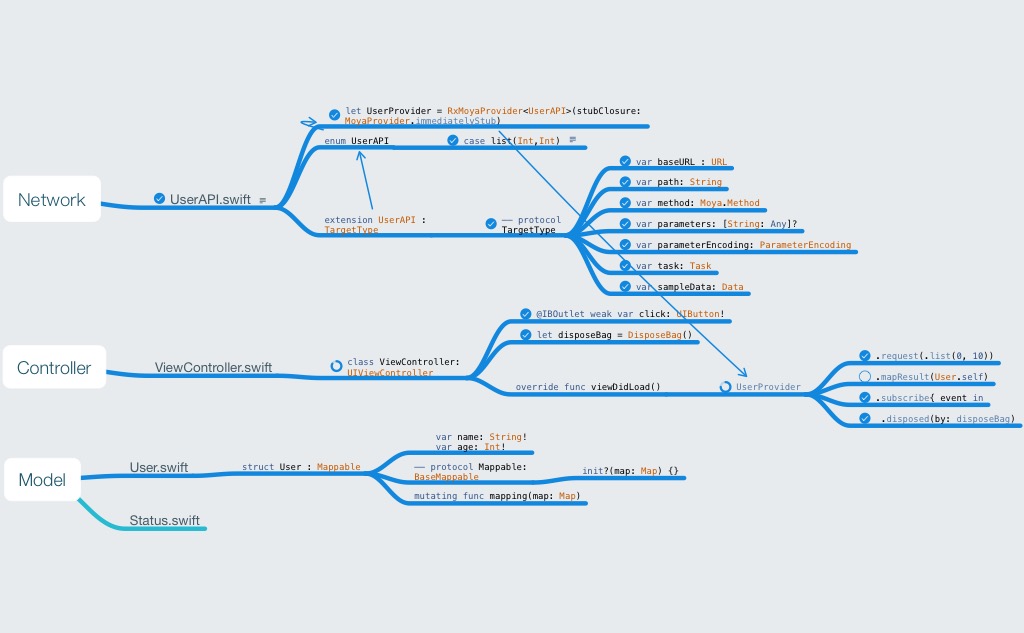 Network
UserAPI.swift
let UserProvider = RxMoyaProvider<UserAPI>(stubClosure:
MoyaProvider.immediatelyStub)
enum UserAPI
case list(Int,Int)
extension UserAPI :
TargetType
—— protocol
TargetType
var baseURL : URL
var path: String
var method: Moya.Method
var parameters: [String: Any]?
var parameterEncoding: ParameterEncoding
var task: Task
var sampleData: Data
Controller
ViewController.swift
class ViewController:
UIViewController
@IBOutlet weak var click: UIButton!
let disposeBag = DisposeBag()
override func viewDidLoad()
UserProvider
.request(.list(0, 10))
.mapResult(User.self)
.subscribe{ event in
.disposed(by: disposeBag)
Model
User.swift
struct User : Mappable
var name: String!
var age: Int!
—— protocol Mappable:
BaseMappable
init?(map: Map) {}
mutating func mapping(map: Map)
Status.swift